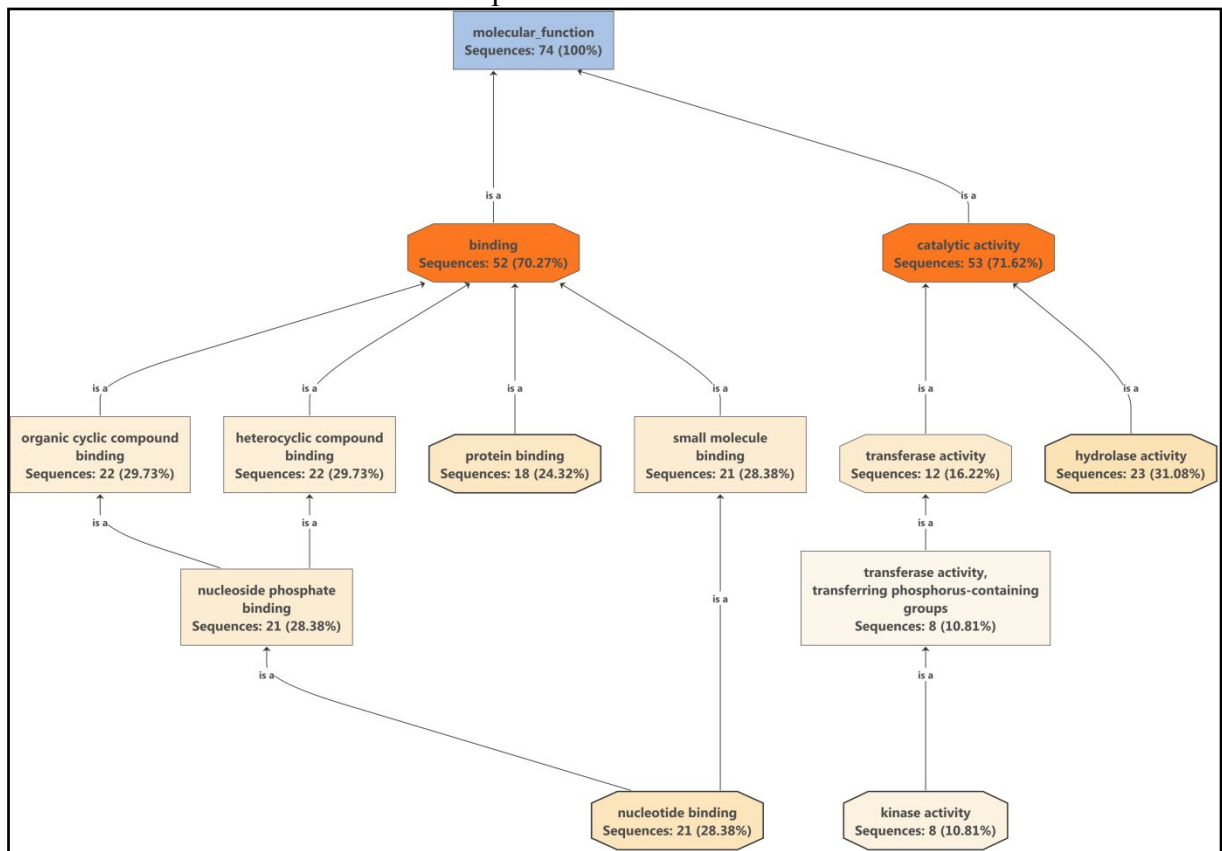 molecular_function
Sequences: 74 (100%)
is a
is a
binding
Sequences: 52 (70.27%)
catalytic activity
Sequences: 53 (71.62%)
is a
is a
is a
is a
is a
is a
organic cyclic compound
binding
Sequences: 22 (29.73%)
heterocyclic compound
binding
Sequences: 22 (29.73%)
protein binding
Sequences: 18 (24.32%)
small molecule
binding
Sequences: 21 (28.38%)
transferase activity
Sequences: 12 (16.22%)
hydrolase activity
Sequences: 23 (31.08%)
is a
is a
is a
nucleoside phosphate
binding
Sequences: 21 (28.38%)
is a
transferase activity,
transferring phosphorus-containing
groups
Sequences: 8 (10.81%)
is a
is a
nucleotide binding
Sequences: 21 (28.38%)
kinase activity
Sequences: 8 (10.81%)